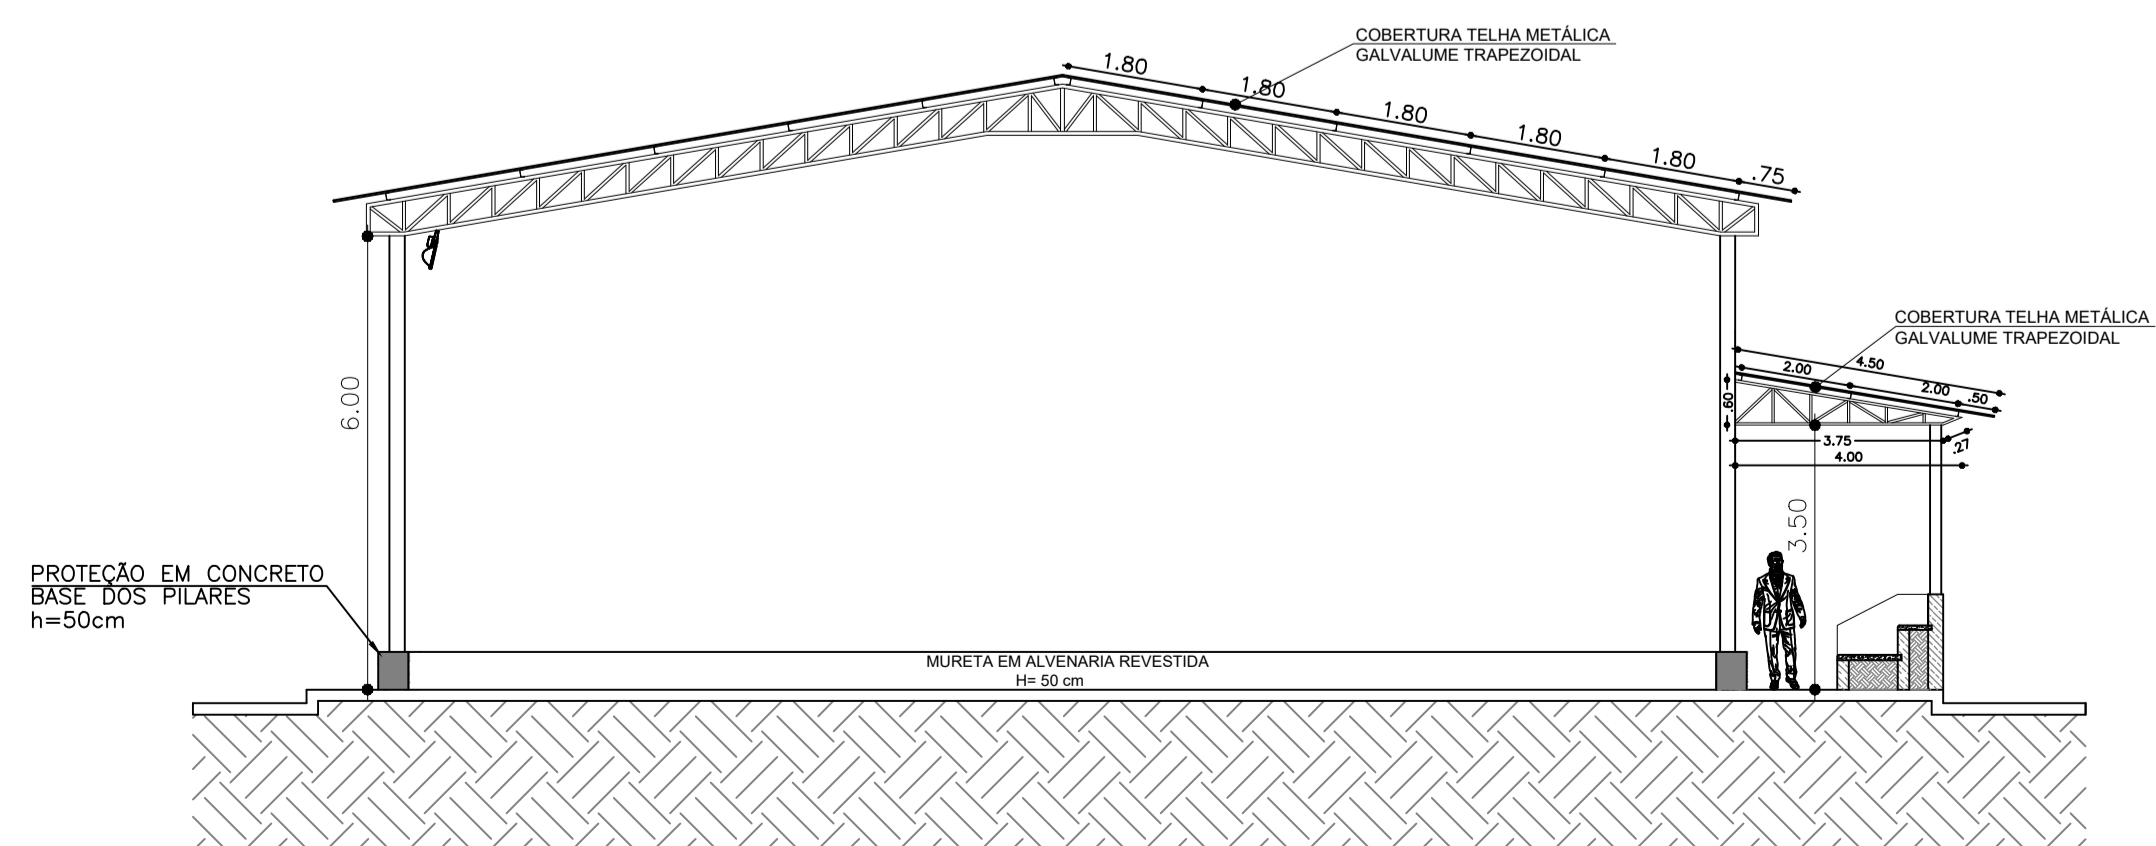 COBERTURA TELHA METÁLICA
GALVALUME TRAPEZOIDAL
1.80
1.80
1.80
1.80
1.80
.75
COBERTURA TELHA METÁLICA
GALVALUME TRAPEZOIDAL
4.50
2.00
2.00
.50
.60
3.75
.27
4.00
6.00
3.50
PROTEÇÃO EM CONCRETO
BASE DOS PILARES
h=50cm
MURETA EM ALVENARIA REVESTIDA
H= 50 cm